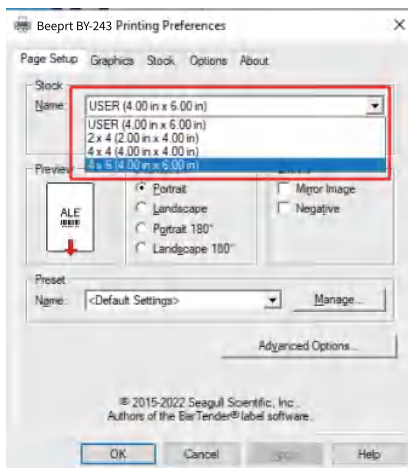 Beeprt BY-243 Printing Preferences
Page Setup Graphics Stock Options About
Stock
Name: USER (4.00 in x 6.00 in)
USER (4.00 in x 6.00 in)
2 x 4 (2.00 in x 4.00 in)
4 x 4 (4.00 in x 4.00 in)
4 x 6 (4.00 in x 6.00 in)
Preview
ALE
Portrait
Mirror Image
Landscape
Negative
Portrait 180°
Landscape 180°
Preset
Name: <Default Settings> Manage...
Advanced Options...
© 2015-2022 Seagull Scientific, Inc.
Authors of the BarTender® label software.
OK Cancel Help